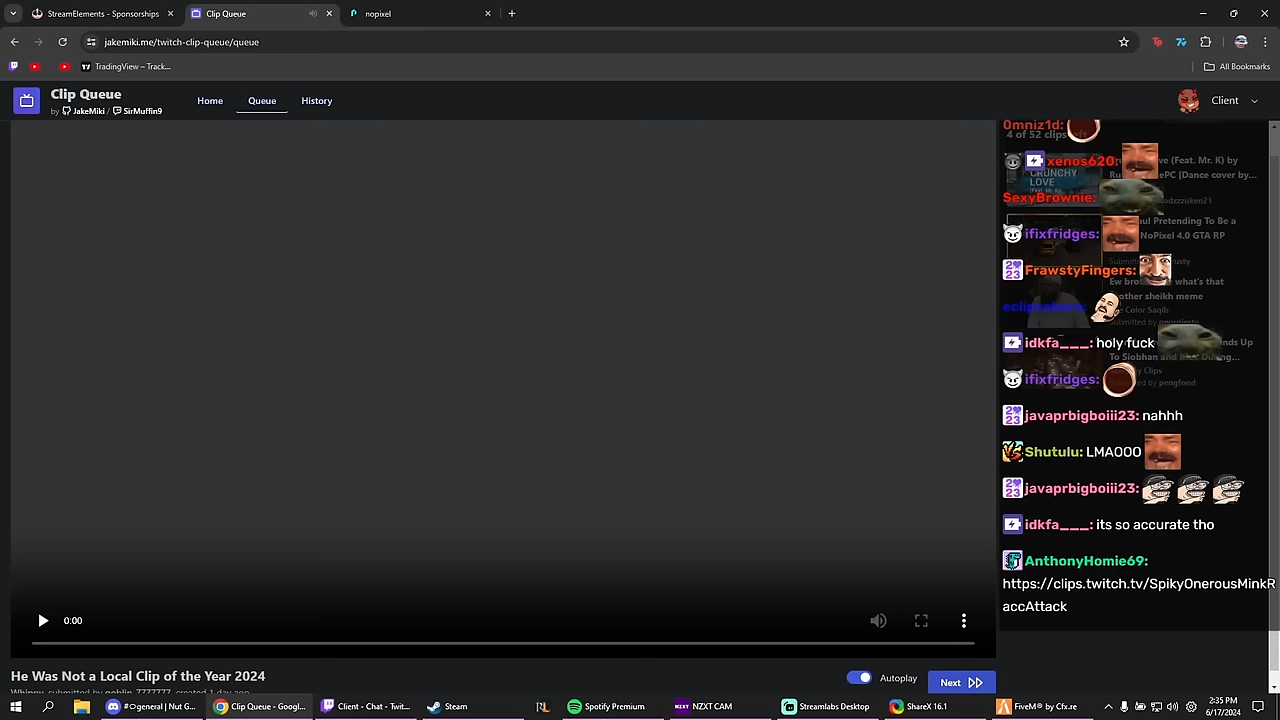 StreamElements - Sponsorships
Clip Queue
nopixel
jakemiki.me/twitch-clip-queue/queue
TradingView – Track...
All Bookmarks
Clip Queue
by JakeMiki / SirMuffin9
Home
Queue
History
Client
0mniz1d:
4 of 52 clips
xenos620:
(Feat. Mr. K) by
CRUNCHY
LOVE
ePC [Dance cover by...
SexyBrownie:
odzzzuken21
Pretending To Be a
ifixfridges:
NoPixel 4.0 GTA RP
FrawstyFingers:
Ew bro
what's that
other sheikh meme
Color Saqib
Submitted by
idkfa___: holy fuck
nds Up
To Siobhan and
During...
Clips
ifixfridges:
by pengfood
javaprbigboiii23: nahhh
Shutulu: LMAOOO
javaprbigboiii23:
idkfa___: its so accurate tho
AnthonyHomie69:
https://clips.twitch.tv/SpikyOnerousMinkR
accAttack
0:00
He Was Not a Local Clip of the Year 2024
Autoplay
Next
Whippy, submitted by goblin_7777777, created 1 day ago
#🍀general | Nut G...
Clip Queue - Googl...
Client - Chat - Twit...
Steam
Spotify Premium
NZXT CAM
Streamlabs Desktop
ShareX 16.1
FiveM® by Cfx.re
2:35 PM
6/17/2024